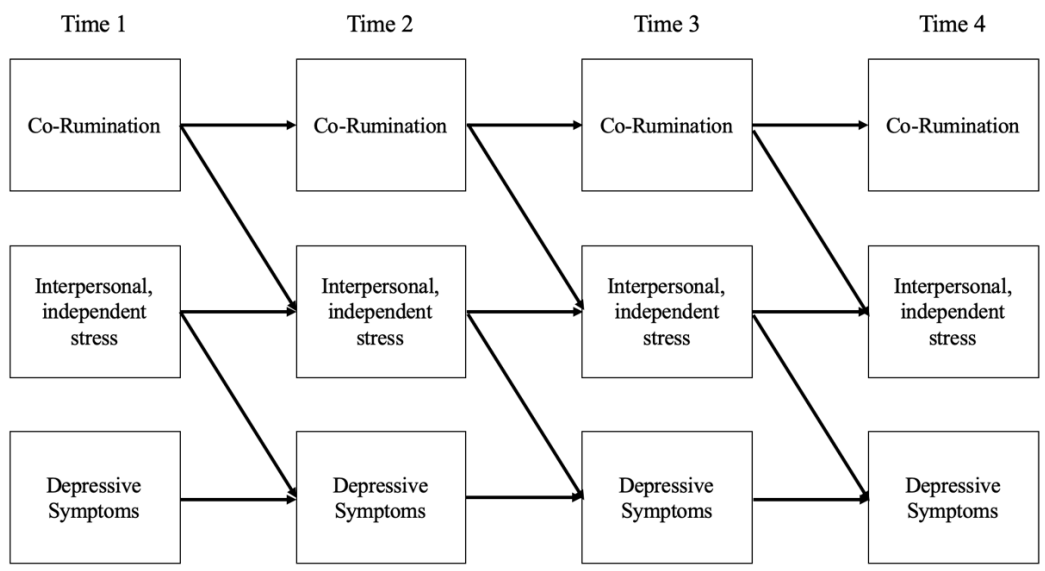 Time 1
Time 2
Time 3
Time 4
Co-Rumination
Co-Rumination
Co-Rumination
Co-Rumination
Interpersonal,
independent
stress
Interpersonal,
independent
stress
Interpersonal,
independent
stress
Interpersonal,
independent
stress
Depressive
Symptoms
Depressive
Symptoms
Depressive
Symptoms
Depressive
Symptoms